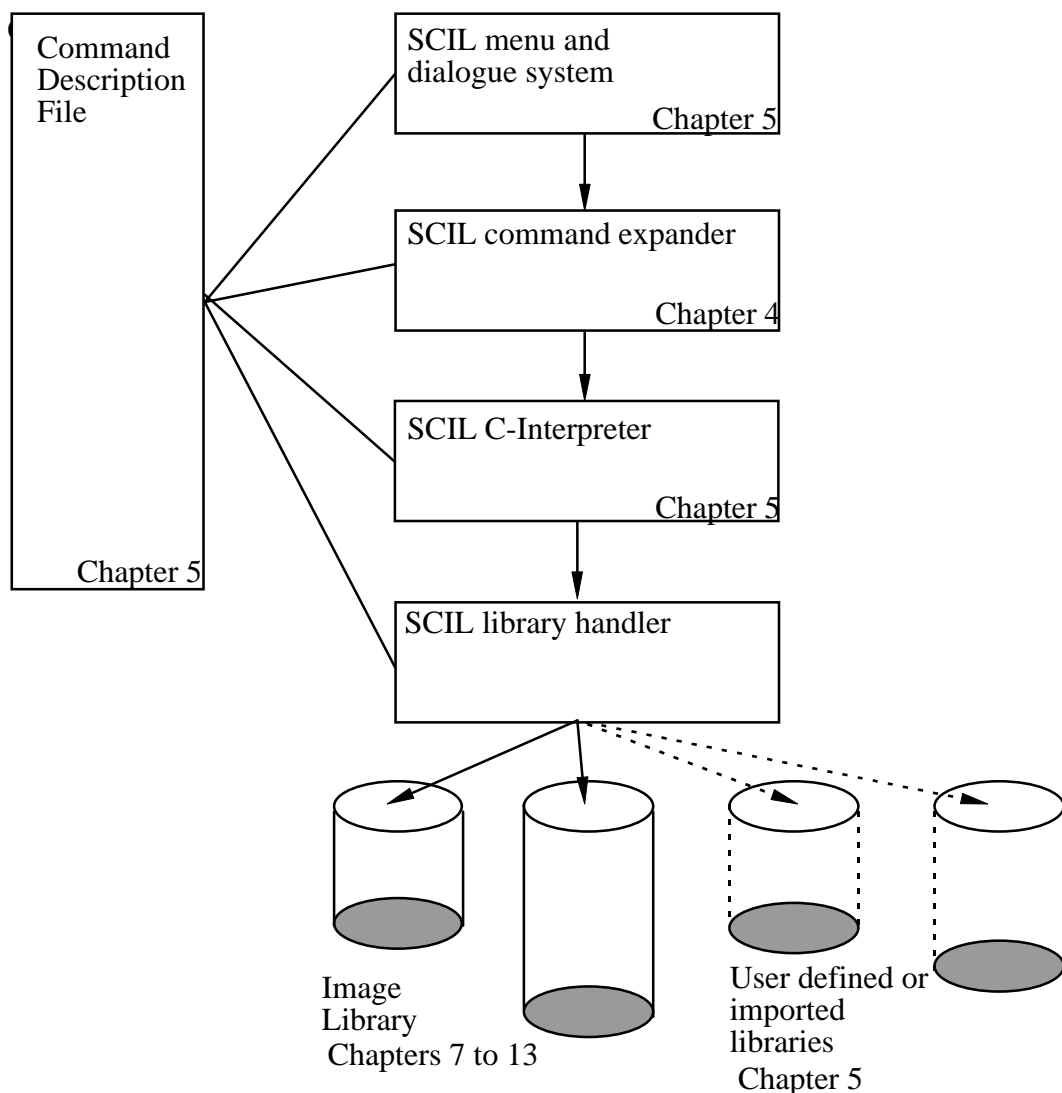 Command
Description
File
Chapter 5
SCIL menu and
dialogue system
Chapter 5
SCIL command expander
Chapter 4
SCIL C-Interpreter
Chapter 5
SCIL library handler
Image
Library
Chapters 7 to 13
User defined or
imported
libraries
Chapter 5